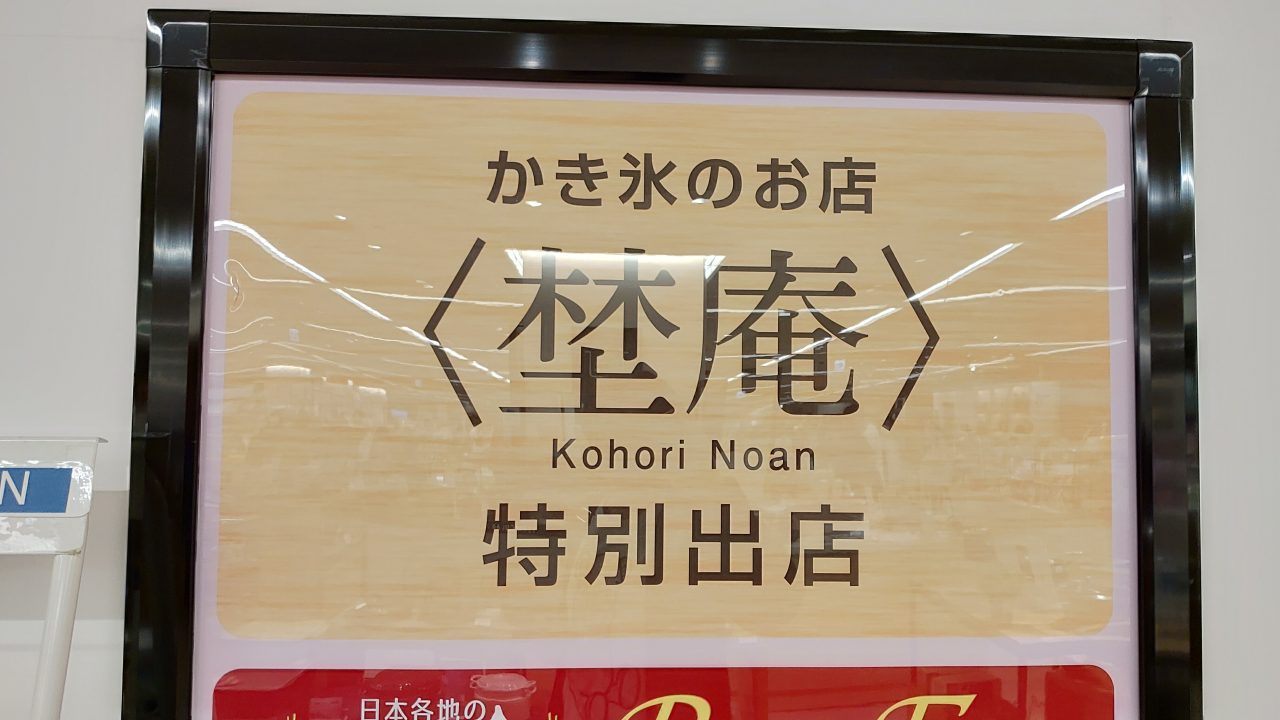 かき氷のお店
〈埜庵〉
Kohori Noan
特別出店
日本各地の
N